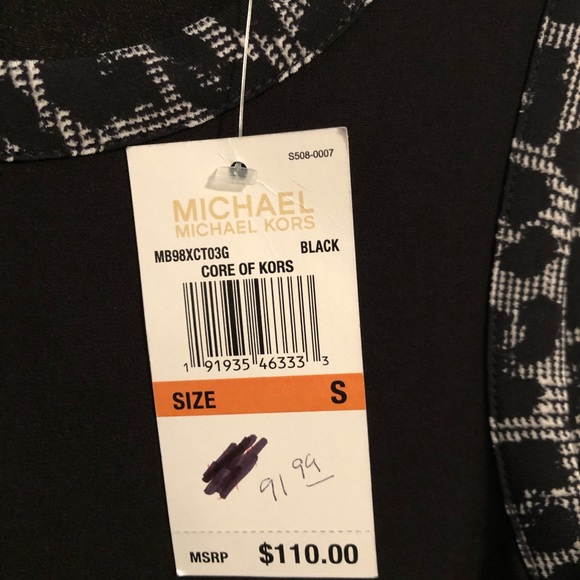 S508-0007
MICHAEL
MICHAEL KORS
MB98XCT03G BLACK
CORE OF KORS
1 91935 46333 3
SIZE S
91 99
MSRP $110.00